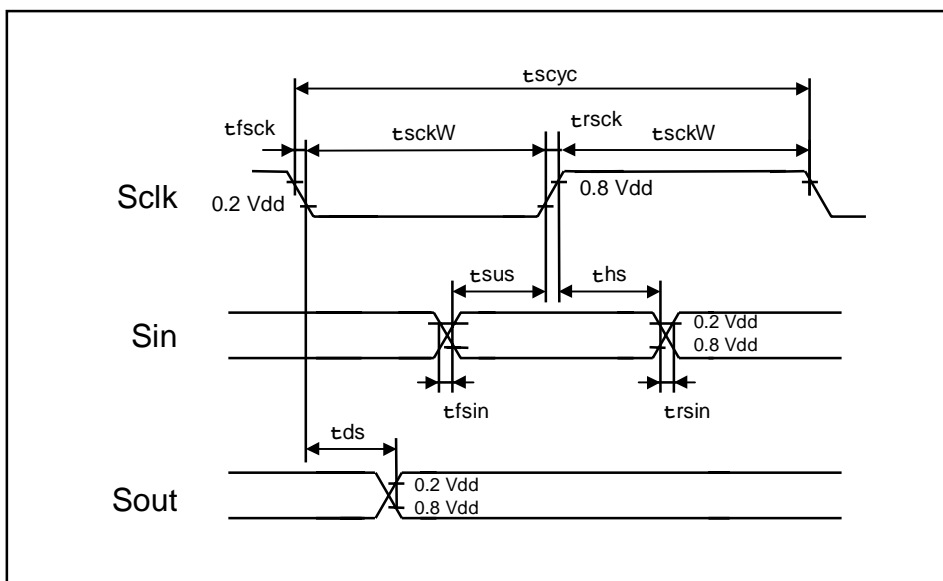 tscyc
tfsck
tsckW
trsck
tsckW
Sclk
0.2 Vdd
0.8 Vdd
tsus
ths
Sin
0.2 Vdd
0.8 Vdd
tfsin
trsin
tds
Sout
0.2 Vdd
0.8 Vdd